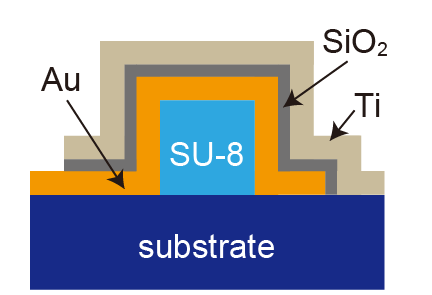 SiO₂
Au
Ti
SU-8
substrate